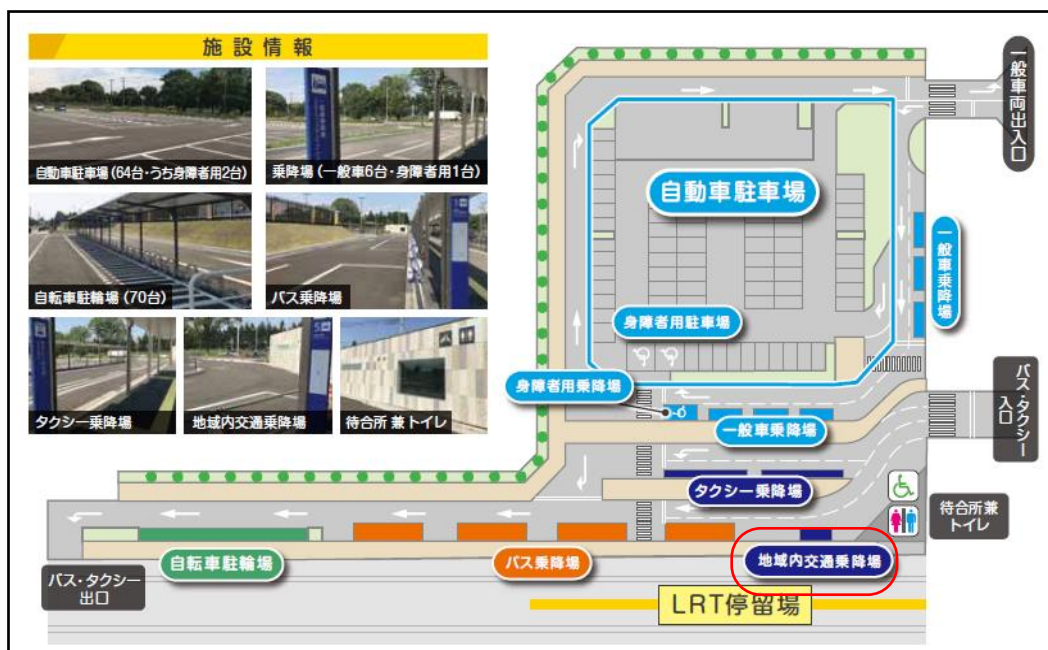 施設情報
自動車駐車場(64台・うち身障者用2台)
乗降場(一般車6台・身障者用1台)
自転車駐輪場(70台)
バス乗降場
タクシー乗降場
地域内交通乗降場
待合所 兼 トイレ
一般車両出入口
自動車駐車場
一般車乗降場
身障者用駐車場
身障者用乗降場
一般車乗降場
バス・タクシー
入口
タクシー乗降場
待合所兼
トイレ
自転車駐輪場
バス乗降場
地域内交通乗降場
バス・タクシー
出口
LRT停留場